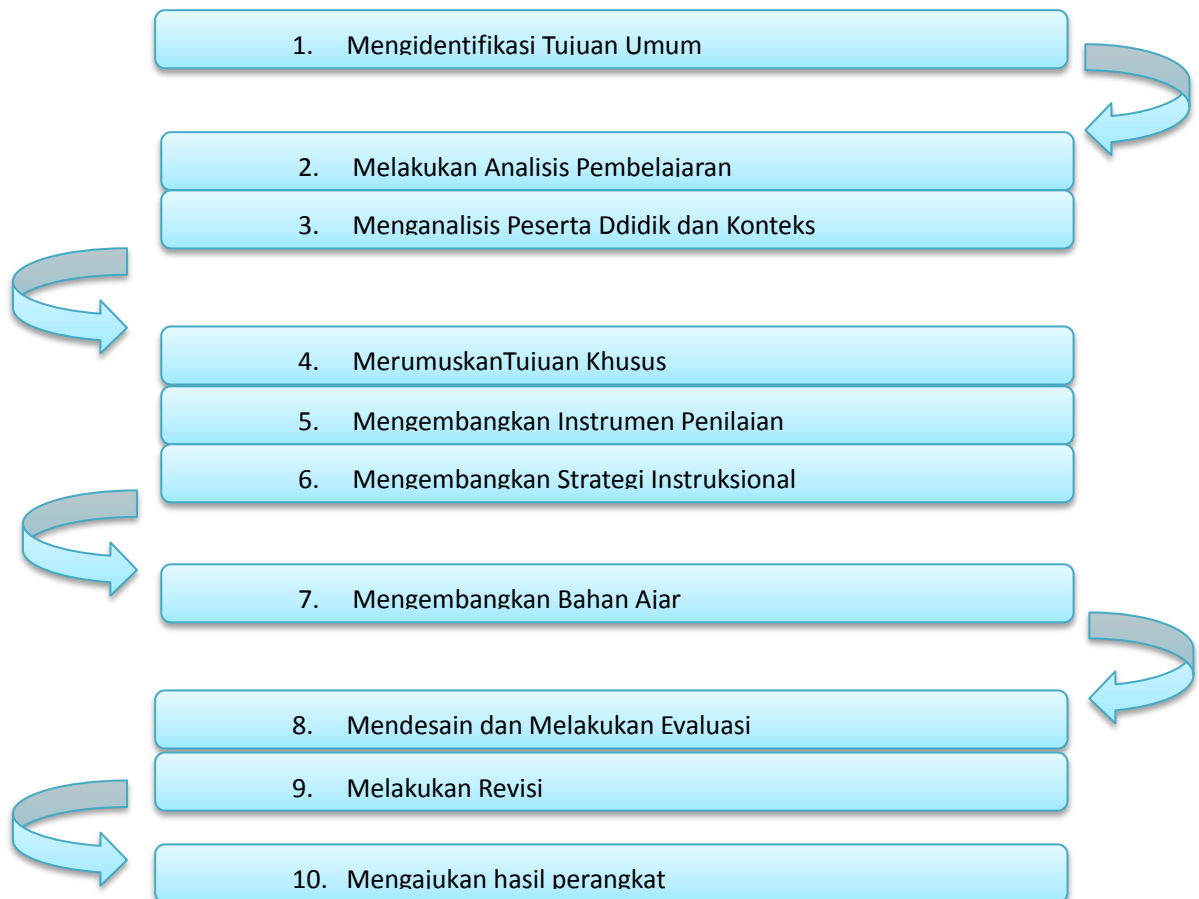 1. Mengidentifikasi Tujuan Umum
2. Melakukan Analisis Pembelajaran
3. Menganalisis Peserta Ddidik dan Konteks
4. MerumuskanTujuan Khusus
5. Mengembangkan Instrumen Penilaian
6. Mengembangkan Strategi Instruksional
7. Mengembangkan Bahan Ajar
8. Mendesain dan Melakukan Evaluasi
9. Melakukan Revisi
10. Mengajukan hasil perangkat